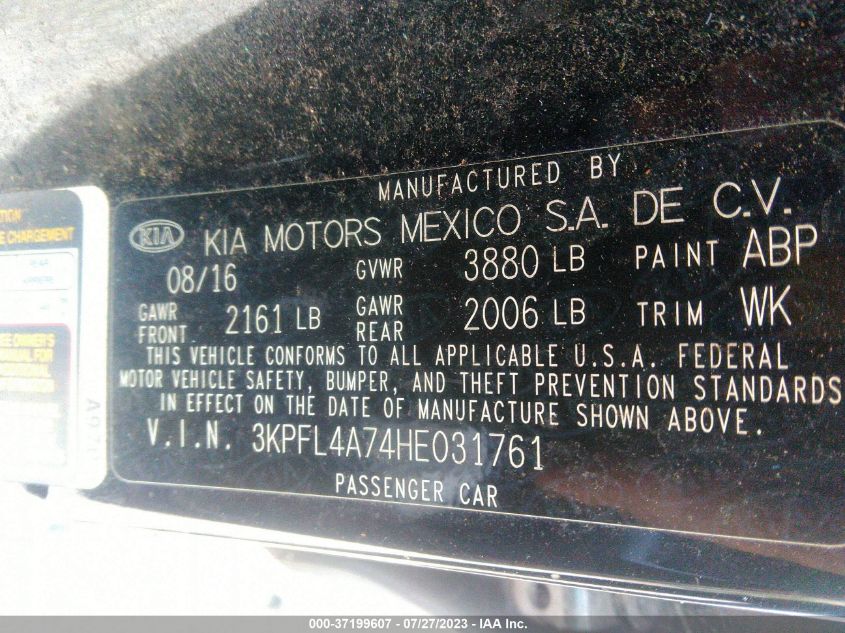 MANUFACTURED BY
KIA KIA MOTORS MEXICO S.A. DE C.V.
08/16 GVWR 3880 LB PAINT ABP
GAWR FRONT 2161 LB GAWR REAR 2006 LB TRIM WK
THIS VEHICLE CONFORMS TO ALL APPLICABLE U.S.A. FEDERAL
MOTOR VEHICLE SAFETY, BUMPER, AND THEFT PREVENTION STANDARDS
IN EFFECT ON THE DATE OF MANUFACTURE SHOWN ABOVE.
V.I.N. 3KPFL4A74HE031761
PASSENGER CAR
CHARGEMENT
OWNER'S
FOR
000-37199607 / 07/27/2023 - IAA Inc.